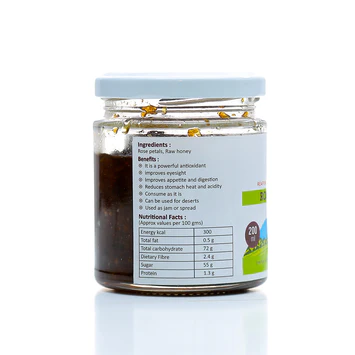 Ingredients :
Rose petals, Raw honey
Benefits :
It is a powerful antioxidant
improves eyesight
improves appetite and digestion
Reduces stomach heat and acidity
Consume as it is
Can be used for deserts
Used as jam or spread
Nutritional Facts :
(Approx values per 100 gms)
Energy kcal 300
Total fat 0.5 g
Total carbohydrate 72 g
Dietary Fibre 2.4 g
Sugar 55 g
Protein 1.3 g
200